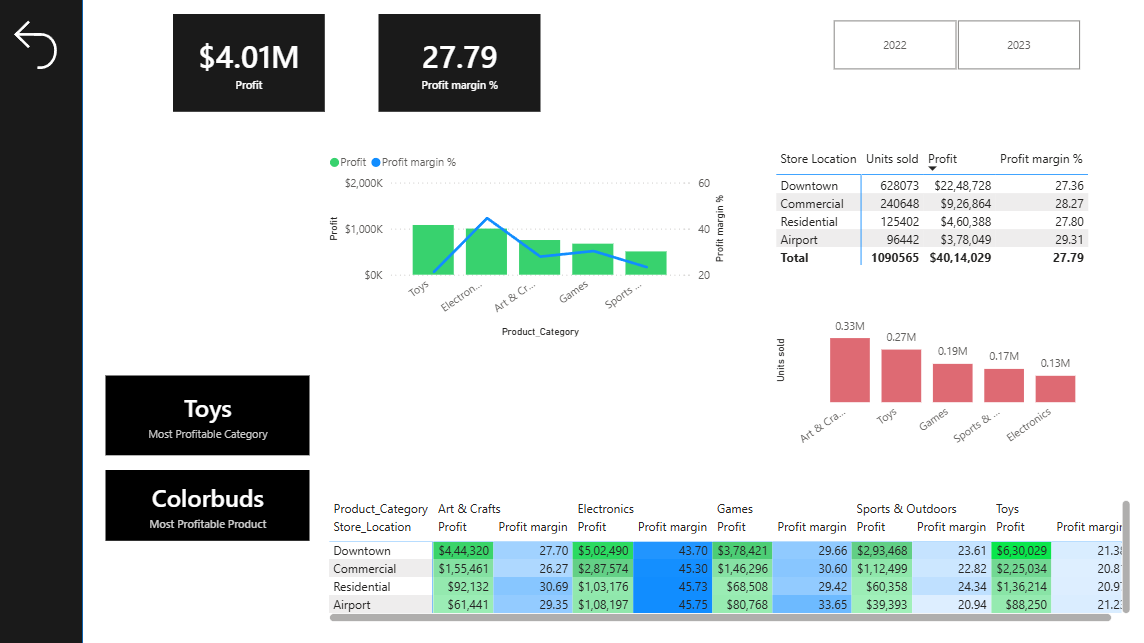 $4.01M
Profit
27.79
Profit margin %
2022
2023
Profit Profit margin %
$2,000K
$1,000K
$0K
60
40
20
Profit
Profit margin %
Toys
Electron...
Art & Cr...
Games
Sports ...
Product_Category
Store Location Units sold Profit Profit margin %
Downtown 628073 $22,48,728 27.36
Commercial 240648 $9,26,864 28.27
Residential 125402 $4,60,388 27.80
Airport 96442 $3,78,049 29.31
Total 1090565 $40,14,029 27.79
Units sold
0.33M
0.27M
0.19M
0.17M
0.13M
Art & Cra...
Toys
Games
Sports & ...
Electronics
Toys
Most Profitable Category
Colorbuds
Most Profitable Product
Product_Category Art & Crafts Electronics Games Sports & Outdoors Toys
Store_Location Profit Profit margin Profit Profit margin Profit Profit margin Profit Profit margin Profit Profit margin
Downtown $4,44,320 27.70 $5,02,490 43.70 $3,78,421 29.66 $2,93,468 23.61 $6,30,029 21.38
Commercial $1,55,461 26.27 $2,87,574 45.30 $1,46,296 30.60 $1,12,499 22.82 $2,25,034 20.8
Residential $92,132 30.69 $1,03,176 45.73 $68,508 29.42 $60,358 24.34 $1,36,214 20.9
Airport $61,441 29.35 $1,08,197 45.75 $80,768 33.65 $39,393 20.94 $88,250 21.2